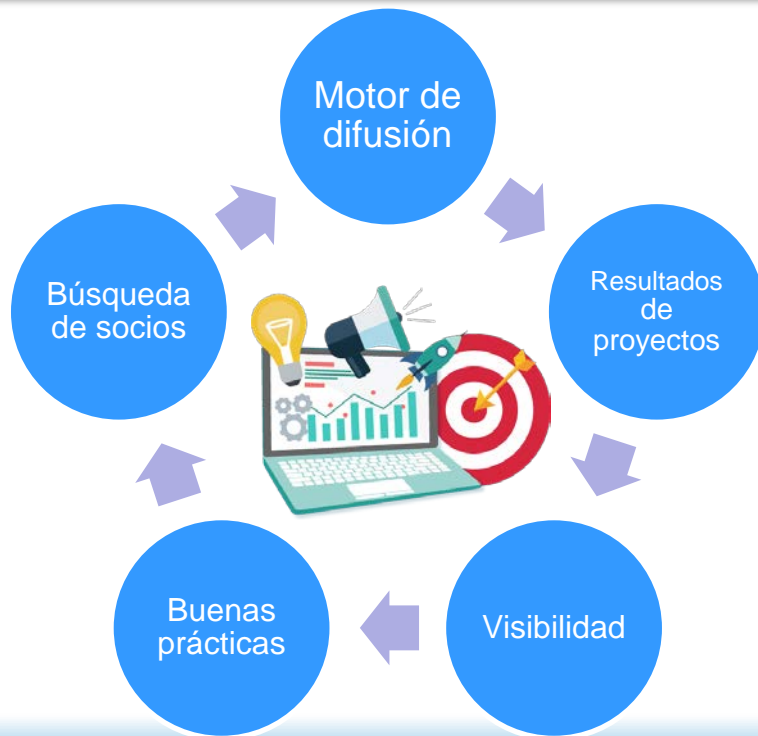 Motor de
difusión
Resultados
de
proyectos
Visibilidad
Buenas
prácticas
Búsqueda
de socios